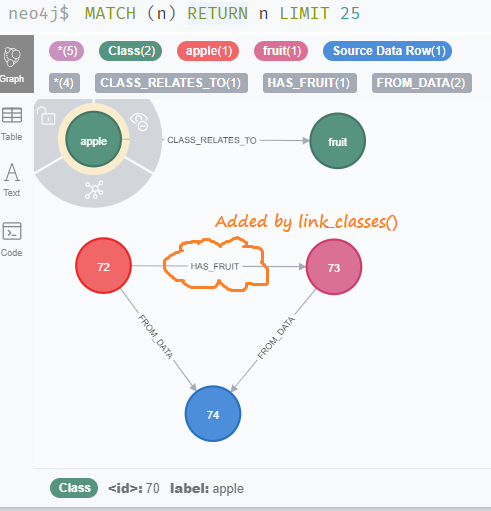 neo4j$ MATCH (n) RETURN n LIMIT 25
*(5) Class(2) apple(1) fruit(1) Source Data Row(1)
Graph
*(4) CLASS_RELATES_TO(1) HAS_FRUIT(1) FROM_DATA(2)
Table
apple CLASS_RELATES_TO fruit
Text
Added by link_classes()
Code
72 HAS_FRUIT 73
FROM_DATA FROM_DATA
74
Class <id>: 70 label: apple